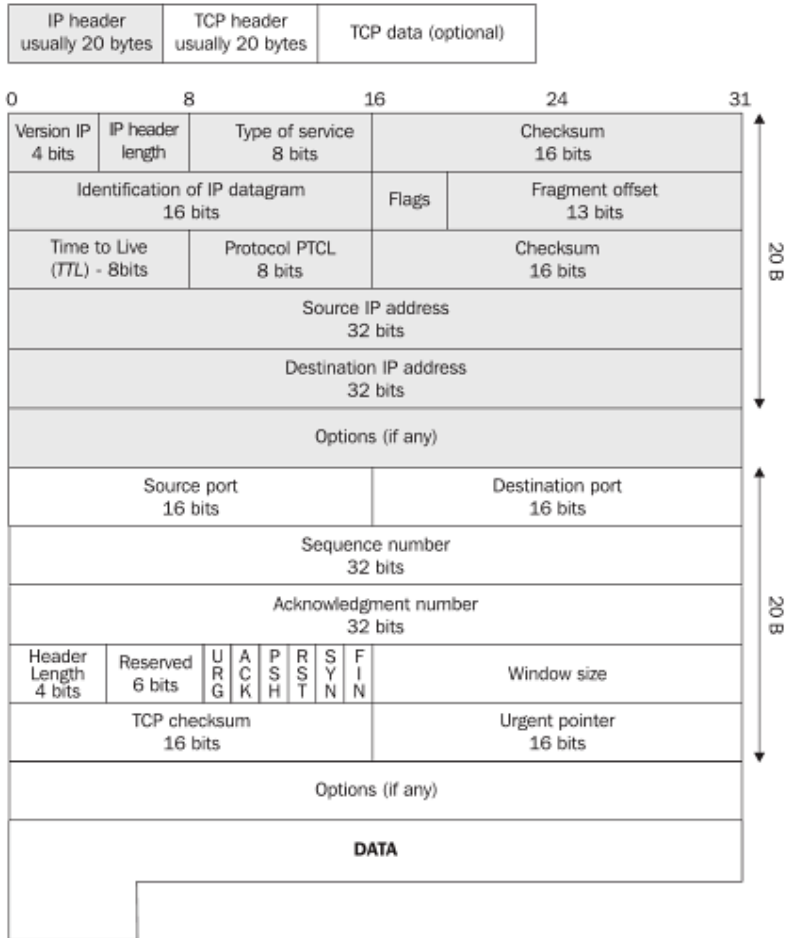 IP header
usually 20 bytes
TCP header
usually 20 bytes
TCP data (optional)
0 8 16 24 31
Version IP
4 bits
IP header
length
Type of service
8 bits
Checksum
16 bits
Identification of IP datagram
16 bits
Flags
Fragment offset
13 bits
Time to Live
(TTL) - 8bits
Protocol PTCL
8 bits
Checksum
16 bits
20 B
Source IP address
32 bits
Destination IP address
32 bits
Options (if any)
Source port
16 bits
Destination port
16 bits
Sequence number
32 bits
Acknowledgment number
32 bits
20 B
Header
Length
4 bits
Reserved
6 bits
URG
ACK
PSH
RST
SYN
FIN
Window size
TCP checksum
16 bits
Urgent pointer
16 bits
Options (if any)
DATA